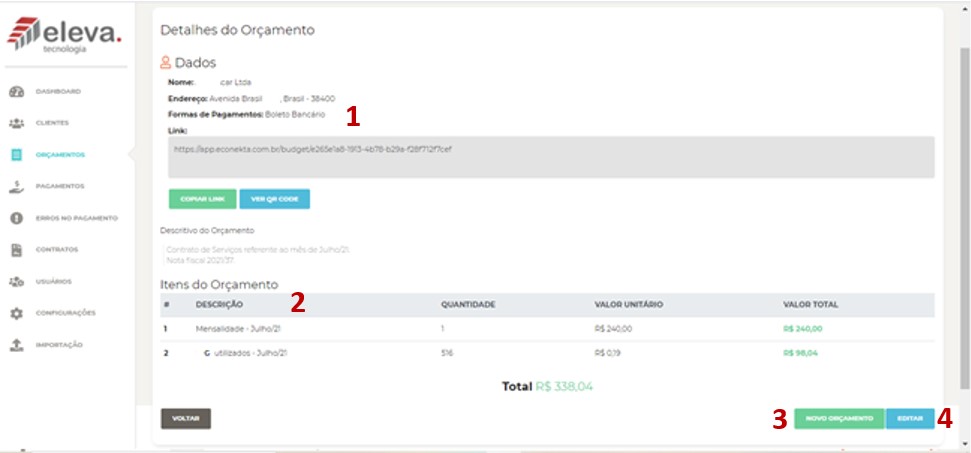 eleva.
tecnologia
DASHBOARD
CLIENTES
ORÇAMENTOS
PAGAMENTOS
ERROS NO PAGAMENTO
CONTRATOS
USUÁRIOS
CONFIGURAÇÕES
IMPORTAÇÃO
Detalhes do Orçamento
Dados
Nome: car Ltda
Endereço: Avenida Brasil , Brasil - 38400
Formas de Pagamentos: Boleto Bancário 1
Link:
https://app.econekta.com.br/budget/e265e1a8-1913-4b78-b29a-f28f712f7cef
COPIAR LINK VER QR CODE
Descritivo do Orçamento
Contrato de Serviços referente ao mês de Julho/21.
Nota fiscal 2021/37.
Itens do Orçamento
2
# DESCRIÇÃO QUANTIDADE VALOR UNITÁRIO VALOR TOTAL
1 Mensalidade - Julho/21 1 R$ 240,00 R$ 240,00
2 G utilizados - Julho/21 516 R$ 0,19 R$ 98,04
Total R$ 338,04
VOLTAR 3 NOVO ORÇAMENTO EDITAR 4